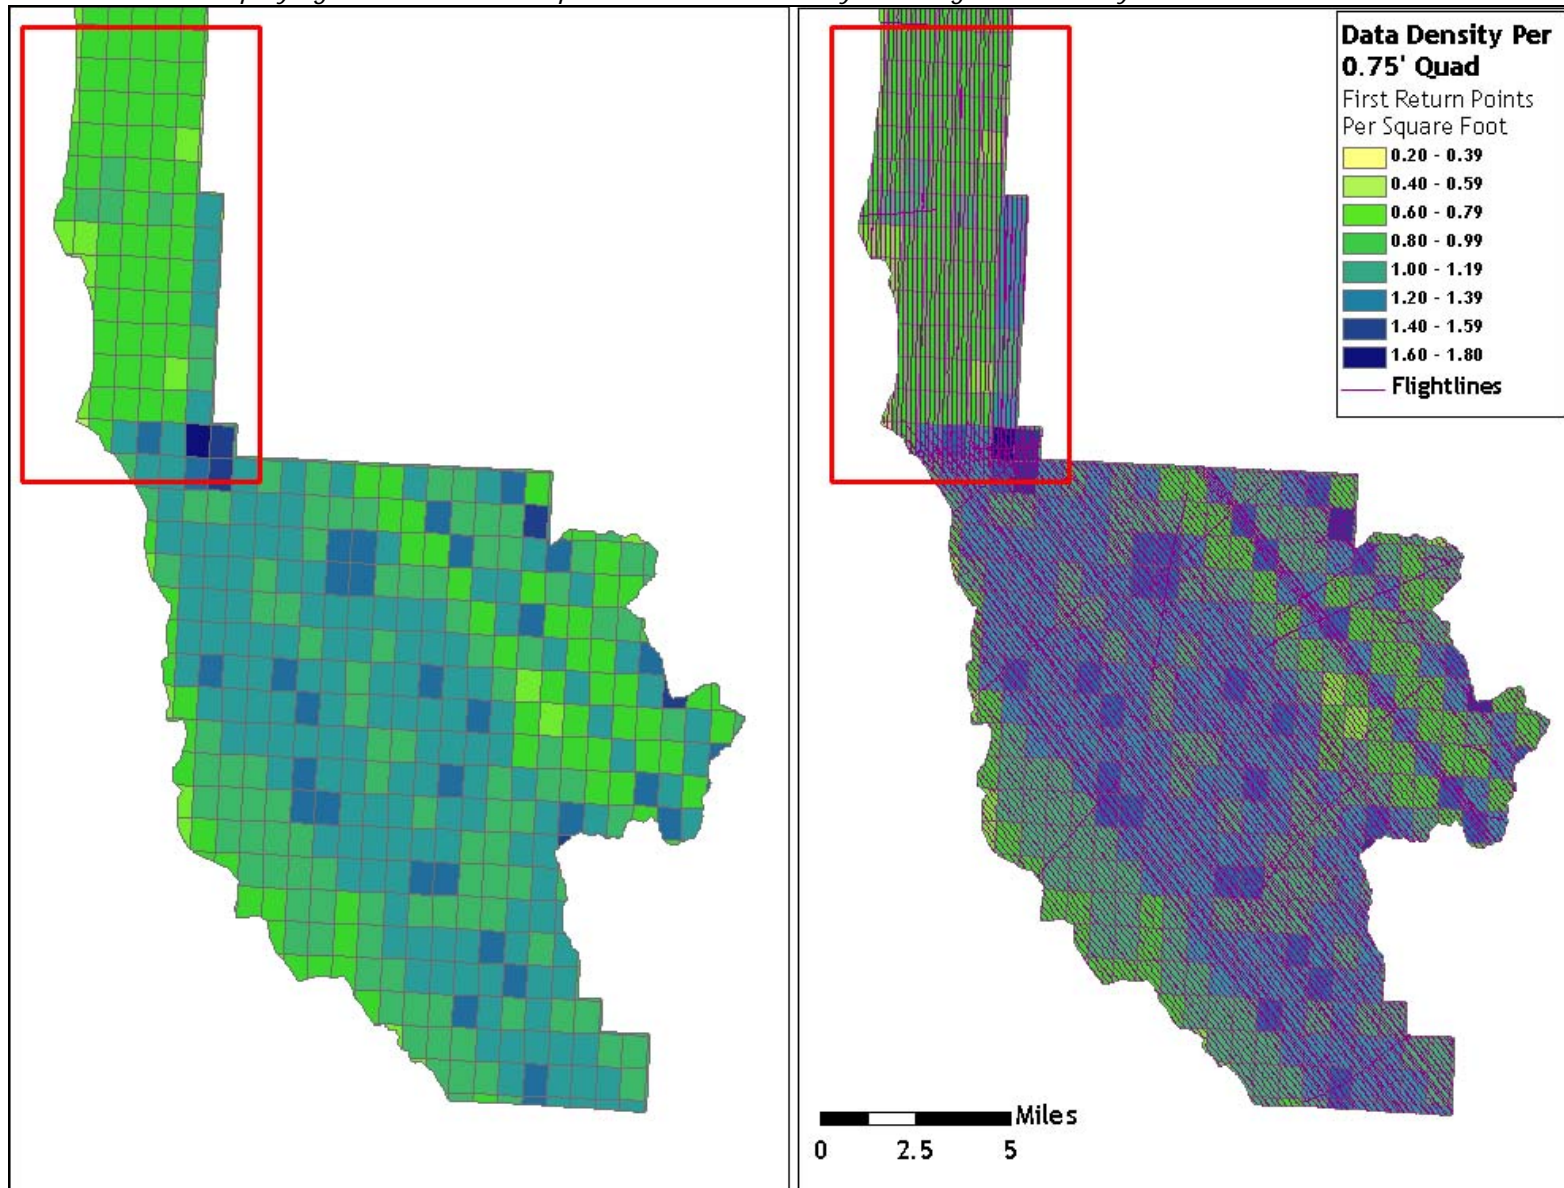 Data Density Per
0.75' Quad
First Return Points
Per Square Foot
0.20 - 0.39
0.40 - 0.59
0.60 - 0.79
0.80 - 0.99
1.00 - 1.19
1.20 - 1.39
1.40 - 1.59
1.60 - 1.80
Flightlines
Miles
0 2.5 5